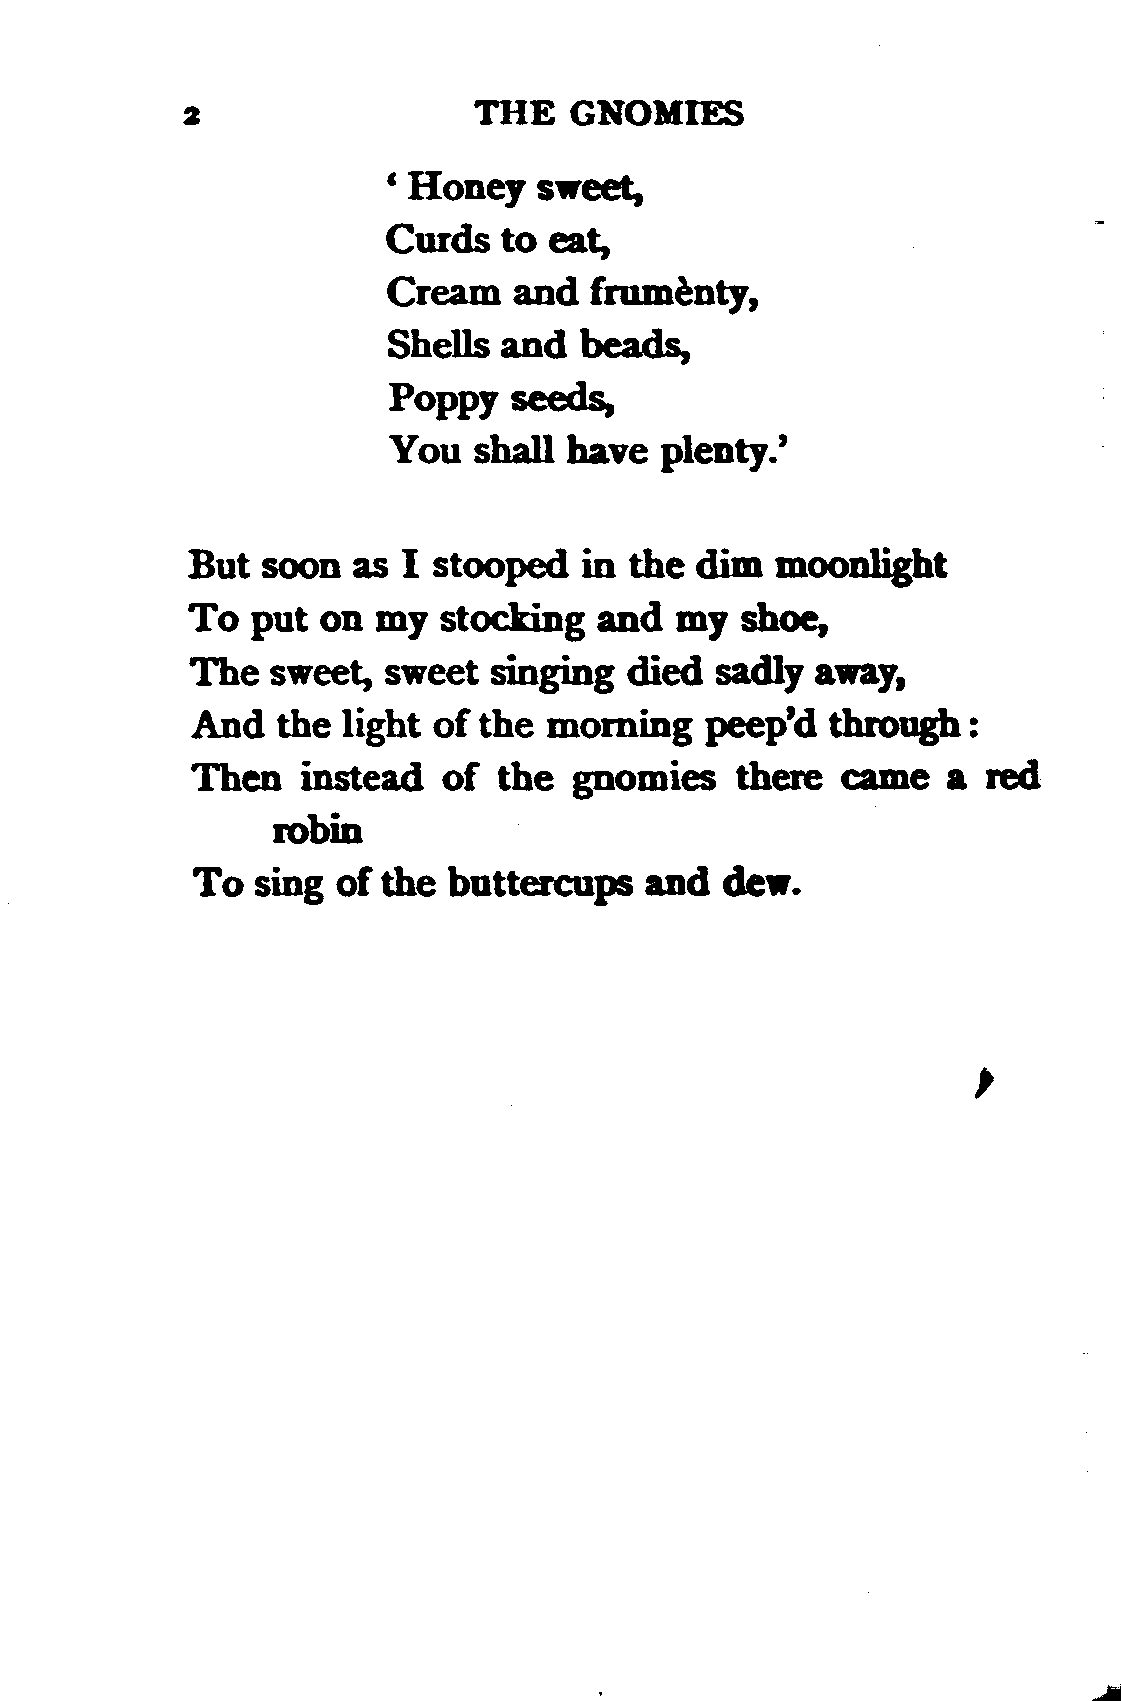 2 THE GNOMIES
‘ Honey sweet,
Curds to eat,
Cream and frumènty,
Shells and beads,
Poppy seeds,
You shall have plenty.’
But soon as I stooped in the dim moonlight
To put on my stocking and my shoe,
The sweet, sweet singing died sadly away,
And the light of the morning peep’d through :
Then instead of the gnomies there came a red
robin
To sing of the buttercups and dew.